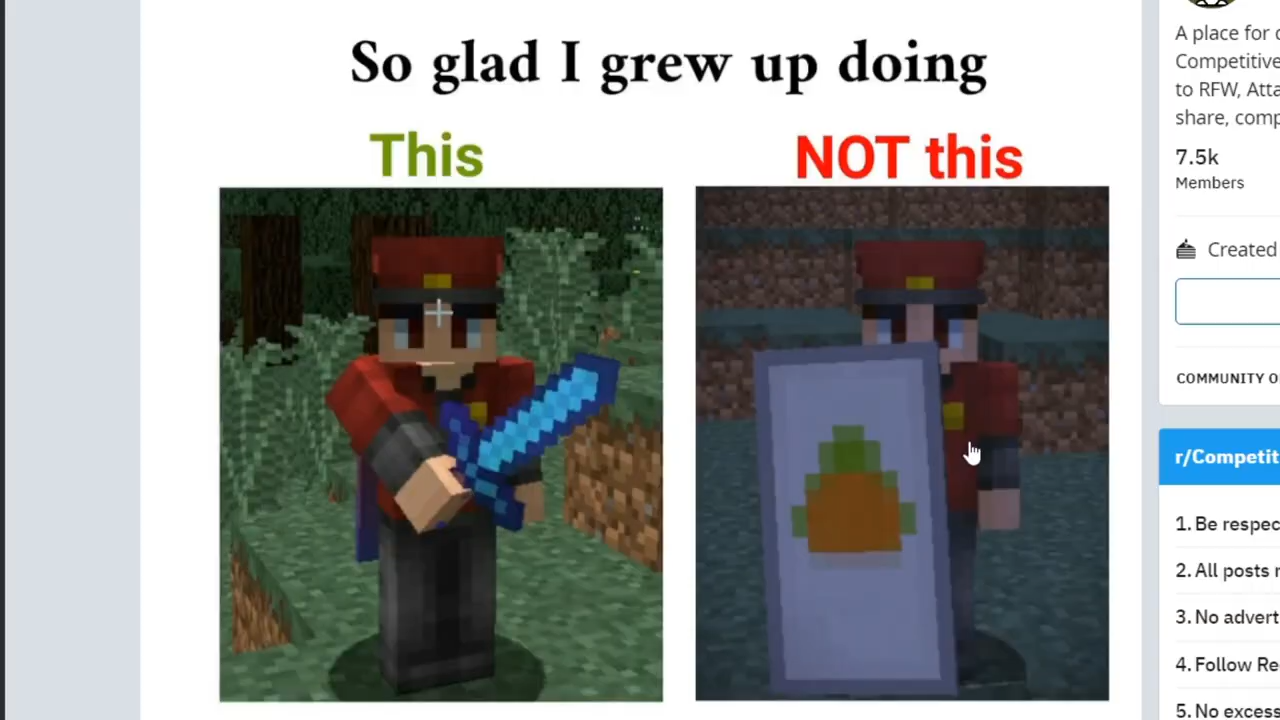 So glad I grew up doing
This
NOT this
A place for
Competitive
to RFW, Atta
share, comp
7.5k
Members
Created
COMMUNITY O
r/Competit
1. Be respec
2. All posts
3. No advert
4. Follow Re
5. No excess